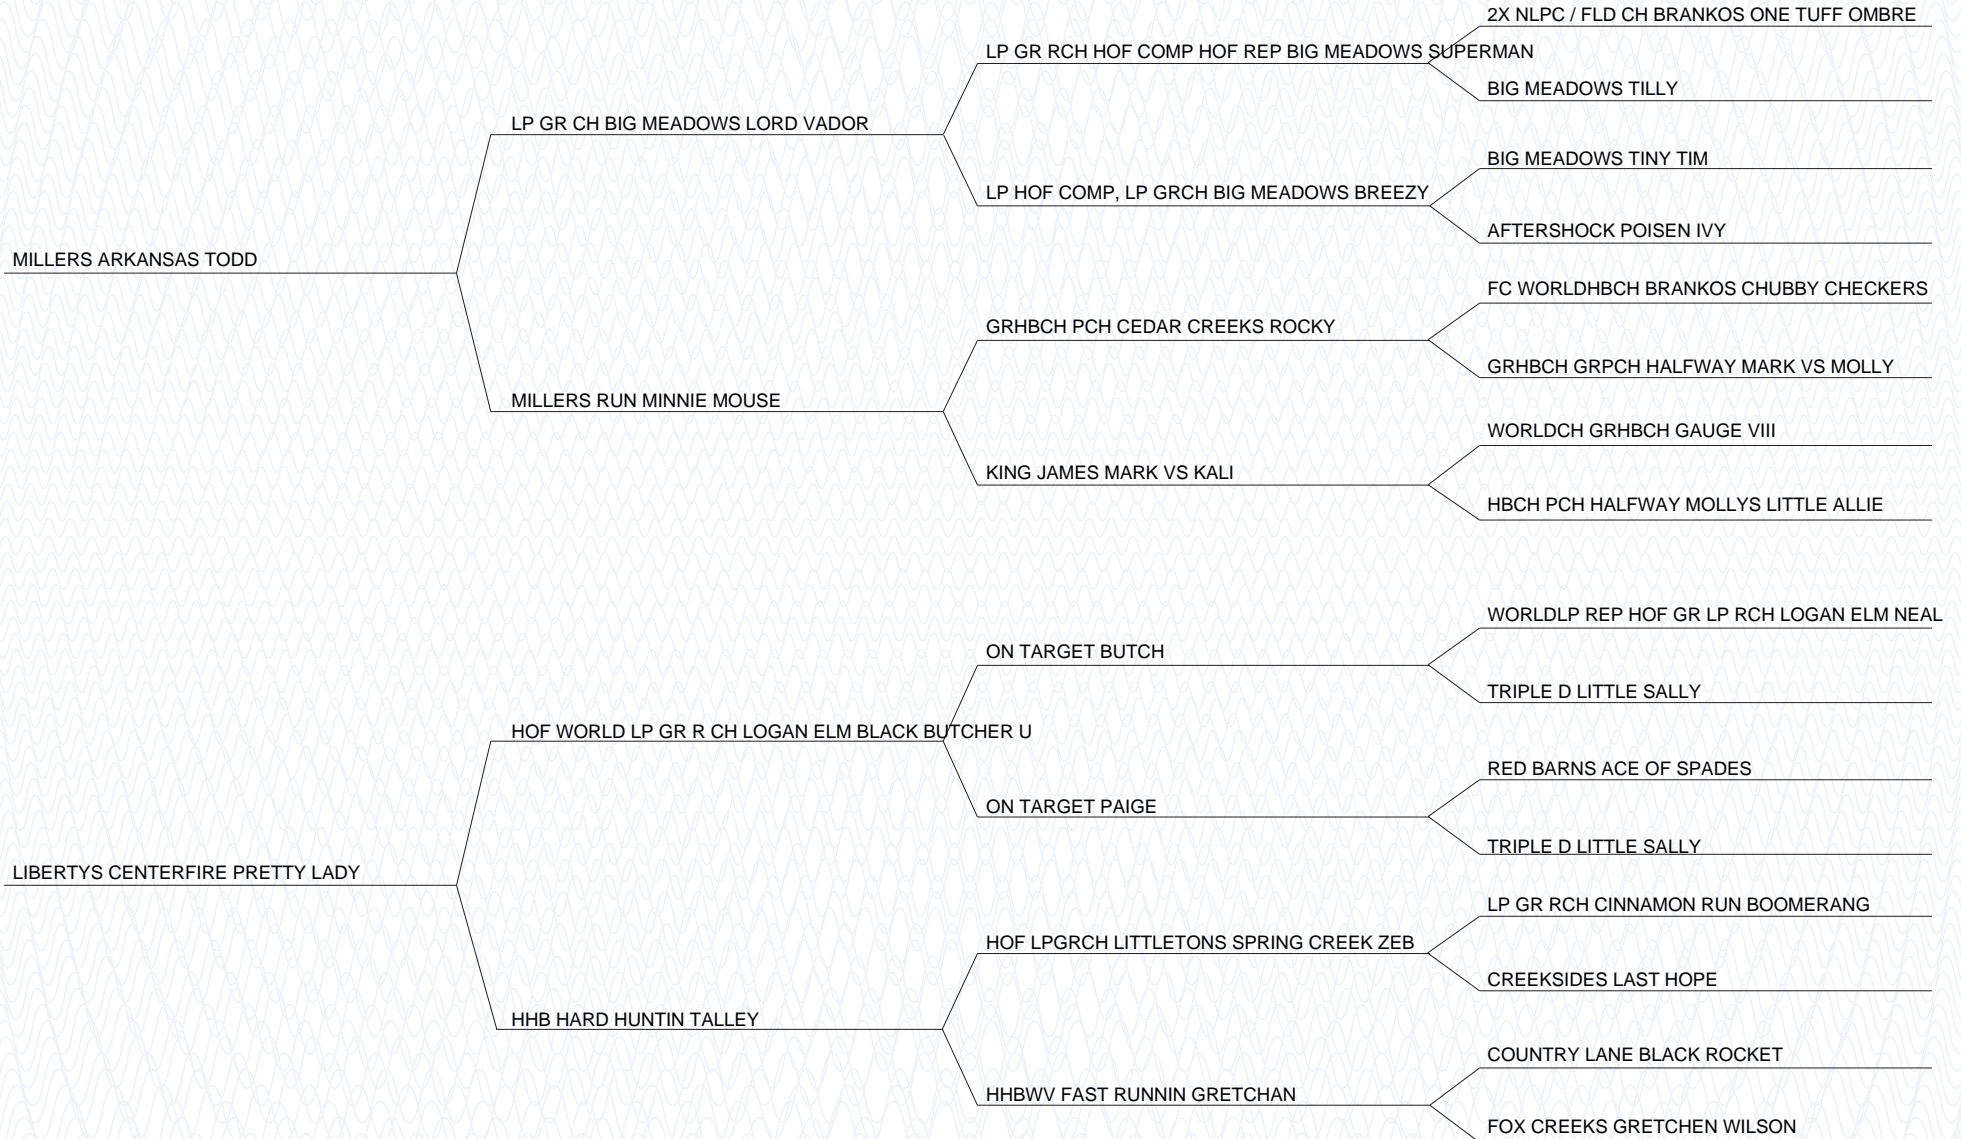 2X NLPC / FLD CH BRANKOS ONE TUFF OMBRE
LP GR RCH HOF COMP HOF REP BIG MEADOWS SUPERMAN
BIG MEADOWS TILLY
LP GR CH BIG MEADOWS LORD VADOR
BIG MEADOWS TINY TIM
LP HOF COMP, LP GRCH BIG MEADOWS BREEZY
AFTERSHOCK POISEN IVY
MILLERS ARKANSAS TODD
FC WORLDHBCH BRANKOS CHUBBY CHECKERS
GRHBCH PCH CEDAR CREEKS ROCKY
GRHBCH GRPCH HALFWAY MARK VS MOLLY
MILLERS RUN MINNIE MOUSE
WORLDCH GRHBCH GAUGE VIII
KING JAMES MARK VS KALI
HBCH PCH HALFWAY MOLLYS LITTLE ALLIE
WORLDLP REP HOF GR LP RCH LOGAN ELM NEAL
ON TARGET BUTCH
TRIPLE D LITTLE SALLY
HOF WORLD LP GR R CH LOGAN ELM BLACK BUTCHER U
RED BARNS ACE OF SPADES
ON TARGET PAIGE
TRIPLE D LITTLE SALLY
LIBERTYS CENTERFIRE PRETTY LADY
LP GR RCH CINNAMON RUN BOOMERANG
HOF LPGRCH LITTLETONS SPRING CREEK ZEB
CREEKSIDES LAST HOPE
HHB HARD HUNTIN TALLEY
COUNTRY LANE BLACK ROCKET
HHBWV FAST RUNNIN GRETCHAN
FOX CREEKS GRETCHEN WILSON